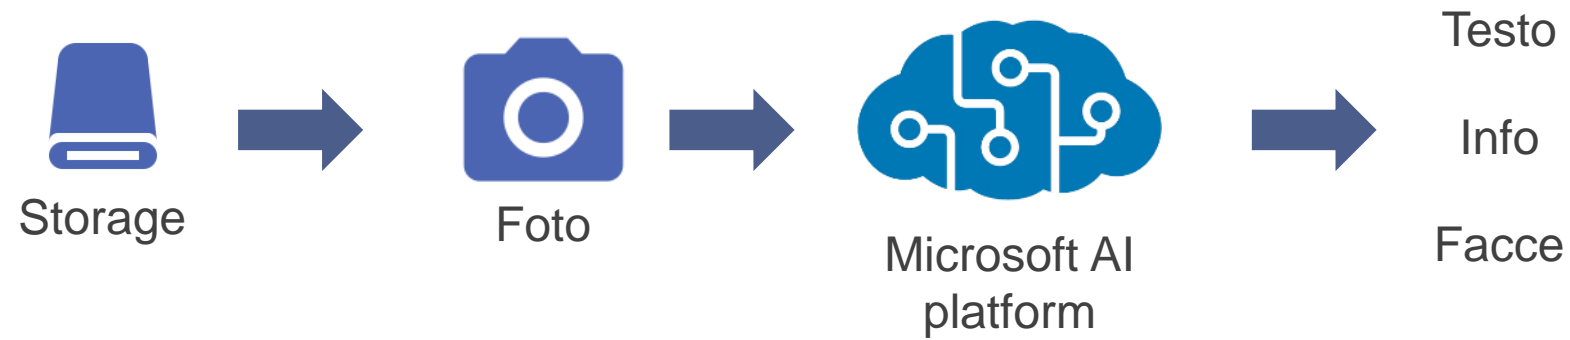 Storage
Foto
Microsoft AI
platform
Testo
Info
Facce